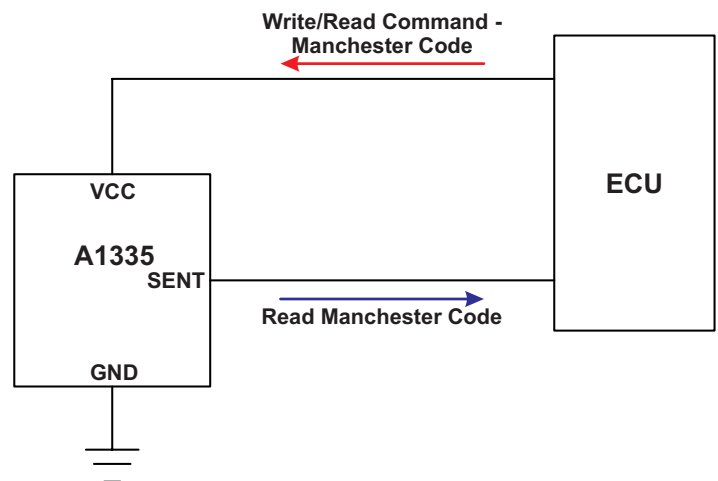 Write/Read Command -
Manchester Code
ECU
VCC
A1335
SENT
Read Manchester Code
GND